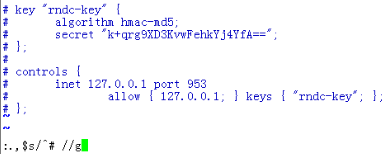 # key "rndc-key" {
#       algorithm hmac-md5;
#       secret "k+qrg9XD3KvwFehkYj4YfA==";
# };
#
# controls {
#       inet 127.0.0.1 port 953
#               allow { 127.0.0.1; } keys { "rndc-key"; };
# };
~
~
:.,$s/^# //g